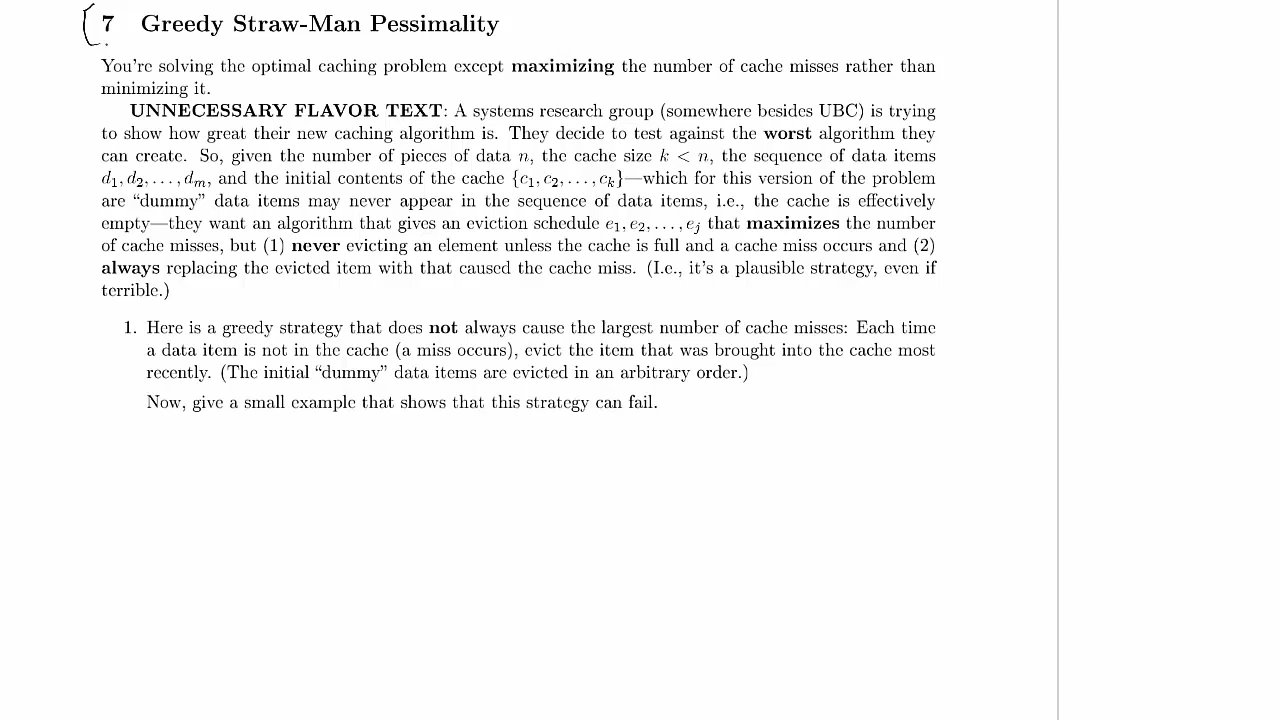 7 Greedy Straw-Man Pessimality
You're solving the optimal caching problem except maximizing the number of cache misses rather than
minimizing it.
UNNECESSARY FLAVOR TEXT: A systems research group (somewhere besides UBC) is trying
to show how great their new caching algorithm is. They decide to test against the worst algorithm they
can create. So, given the number of pieces of data n, the cache size k < n, the sequence of data items
d₁, d₂, . . . , dₘ, and the initial contents of the cache {c₁, c₂, . . . , cₖ}—which for this version of the problem
are “dummy” data items may never appear in the sequence of data items, i.e., the cache is effectively
empty—they want an algorithm that gives an eviction schedule e₁, e₂, . . . , eⱼ that maximizes the number
of cache misses, but (1) never evicting an element unless the cache is full and a cache miss occurs and (2)
always replacing the evicted item with that caused the cache miss. (I.e., it's a plausible strategy, even if
terrible.)
1. Here is a greedy strategy that does not always cause the largest number of cache misses: Each time
a data item is not in the cache (a miss occurs), evict the item that was brought into the cache most
recently. (The initial “dummy” data items are evicted in an arbitrary order.)
Now, give a small example that shows that this strategy can fail.